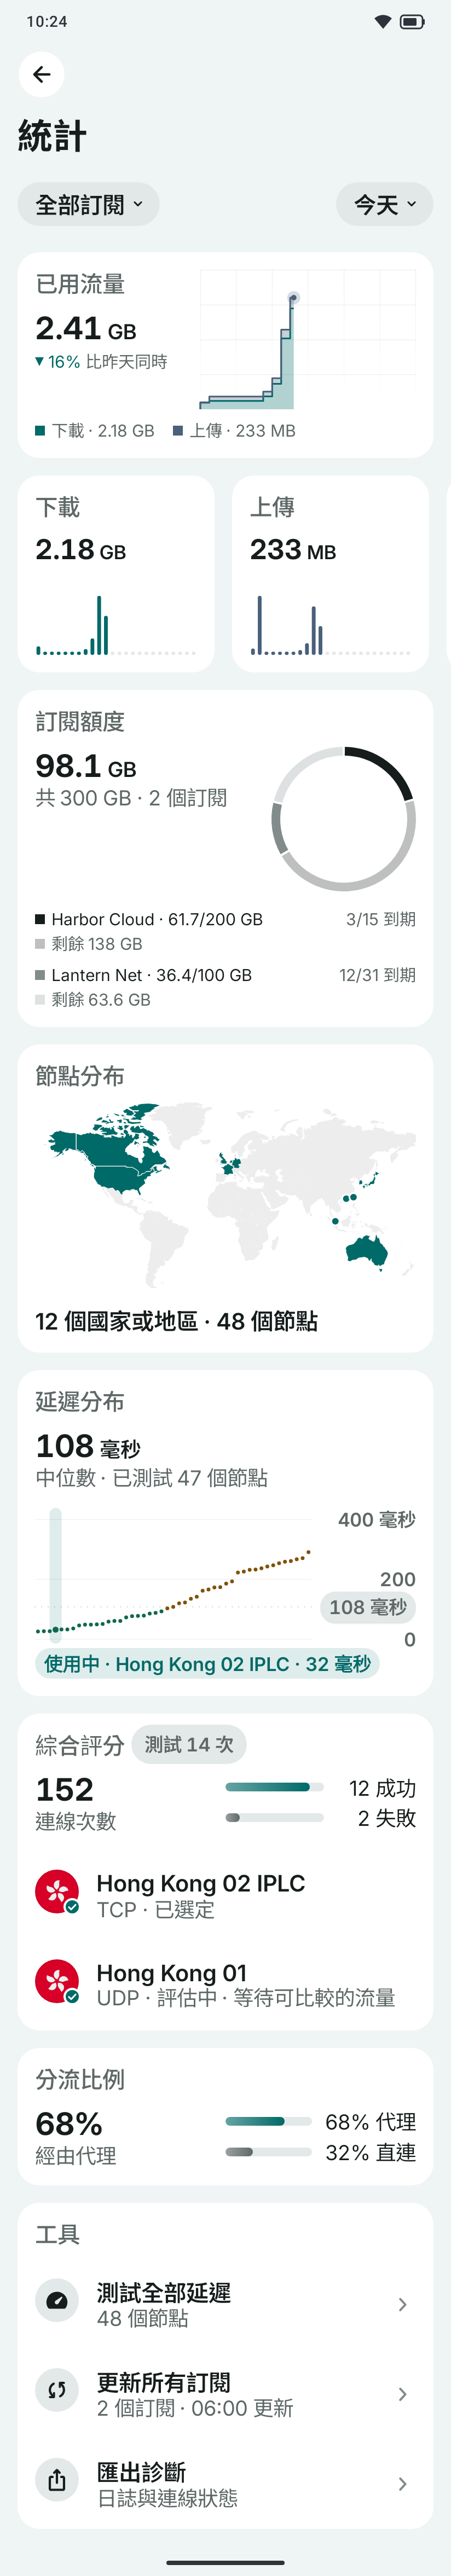 10:24
統計
全部訂閱
今天
已用流量
2.41 GB
▼ 16% 比昨天同時
下載 · 2.18 GB
上傳 · 233 MB
下載
2.18 GB
上傳
233 MB
訂閱額度
98.1 GB
共 300 GB · 2 個訂閱
Harbor Cloud · 61.7/200 GB
3/15 到期
剩餘 138 GB
Lantern Net · 36.4/100 GB
12/31 到期
剩餘 63.6 GB
節點分布
12 個國家或地區 · 48 個節點
延遲分布
108 毫秒
中位數 · 已測試 47 個節點
400 毫秒
200
108 毫秒
0
使用中 · Hong Kong 02 IPLC · 32 毫秒
綜合評分 測試 14 次
152
連線次數
12 成功
2 失敗
Hong Kong 02 IPLC
TCP · 已選定
Hong Kong 01
UDP · 評估中 · 等待可比較的流量
分流比例
68%
經由代理
68% 代理
32% 直連
工具
測試全部延遲
48 個節點
更新所有訂閱
2 個訂閱 · 06:00 更新
匯出診斷
日誌與連線狀態